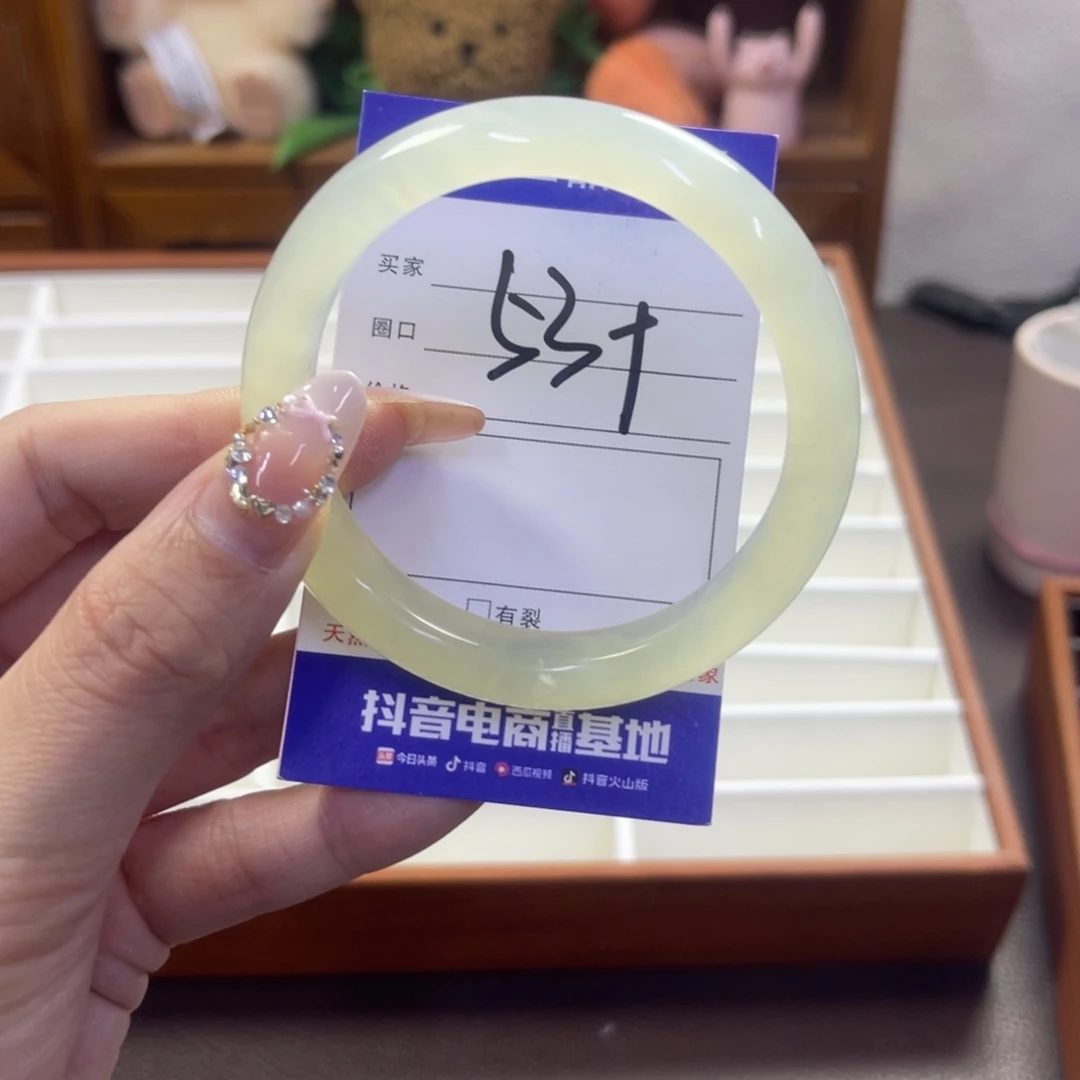 买家
圈口 53+
有裂
抖音电商直播基地
今日头条 抖音 西瓜视频 抖音火山版